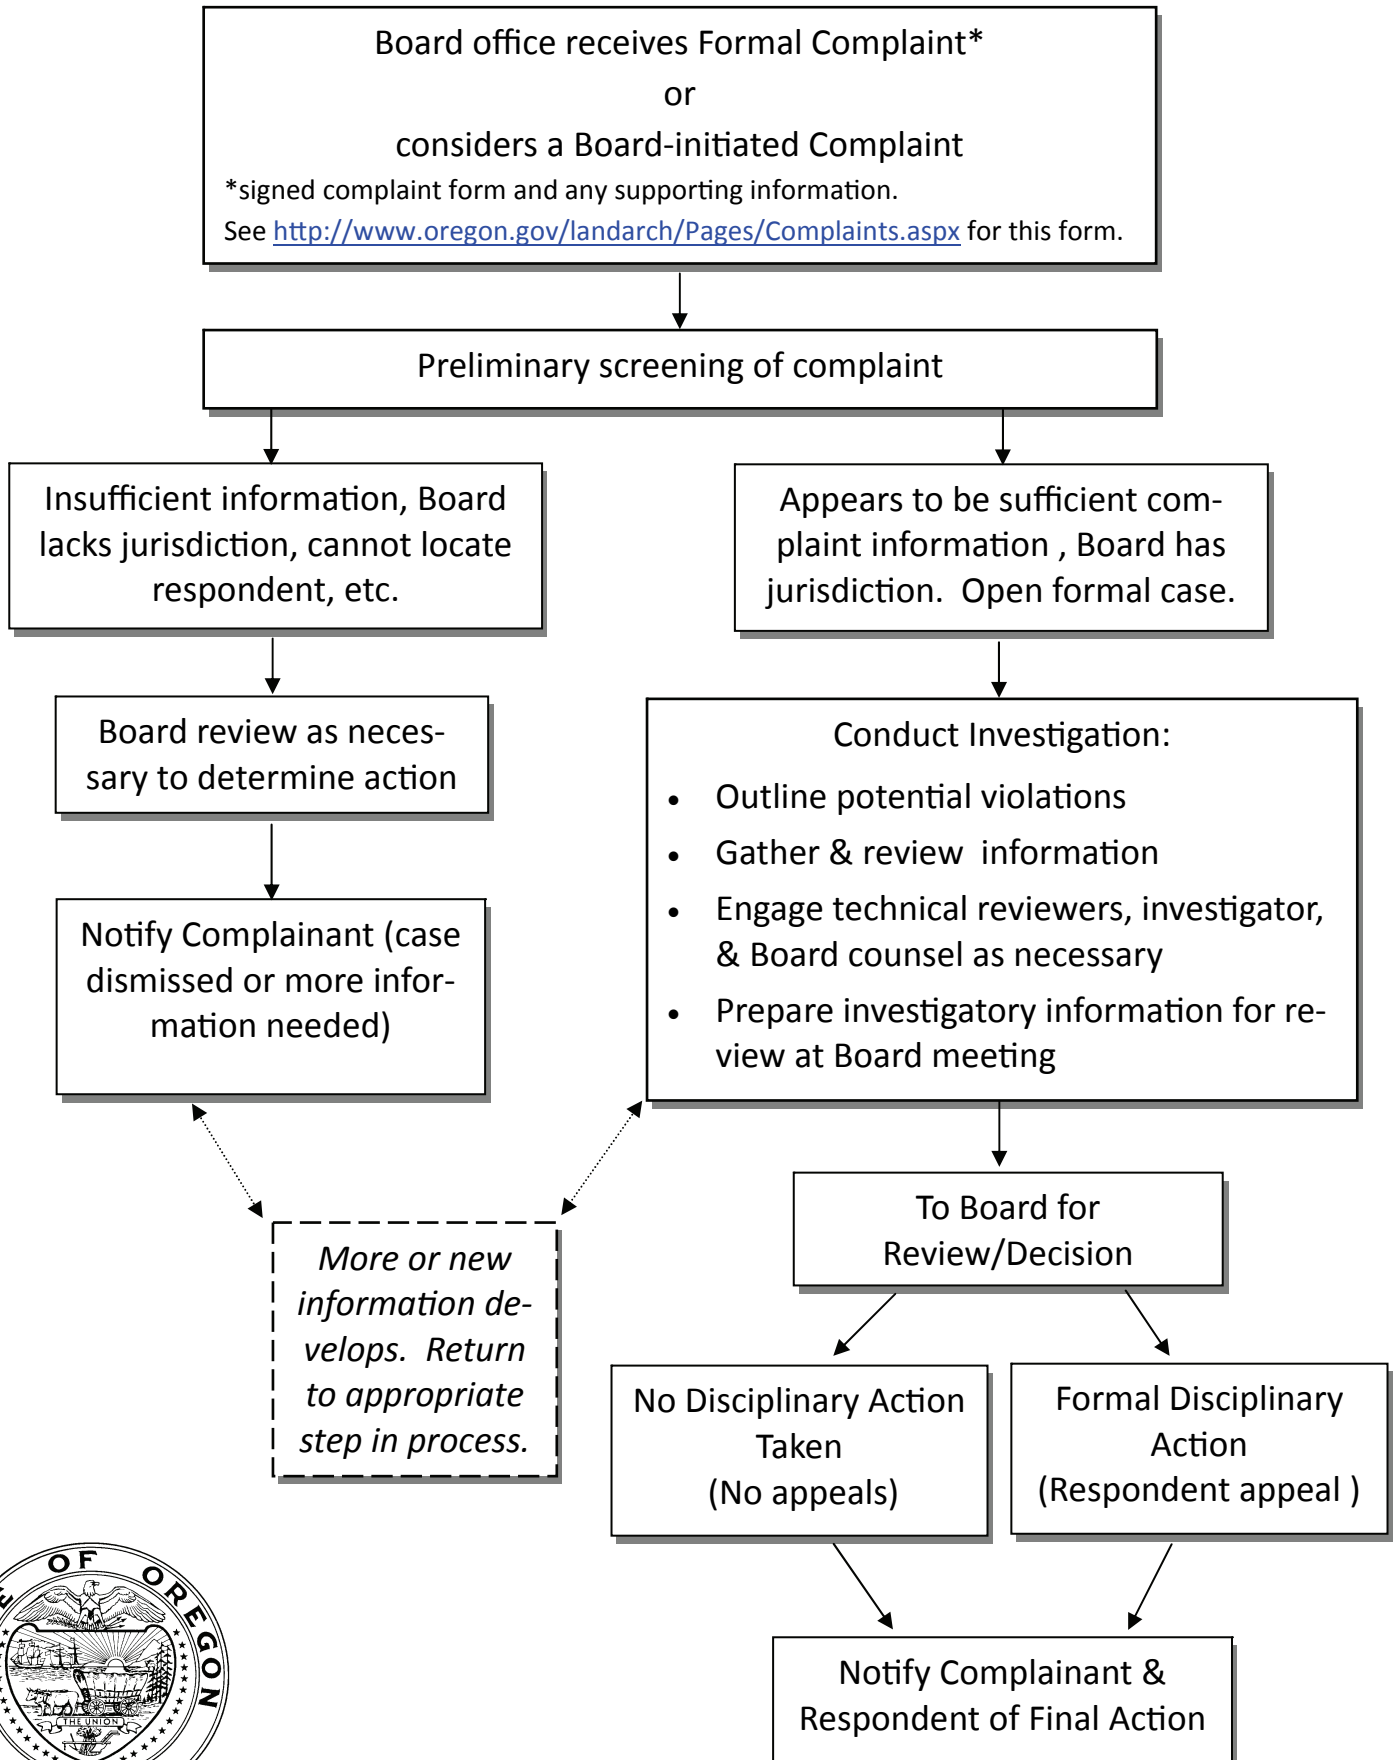 Board office receives Formal Complaint*
or
considers a Board-initiated Complaint
*signed complaint form and any supporting information.
See http://www.oregon.gov/landarch/Pages/Complaints.aspx for this form.
Preliminary screening of complaint
Insufficient information, Board
lacks jurisdiction, cannot locate
respondent, etc.
Appears to be sufficient com-
plaint information , Board has
jurisdiction.  Open formal case.
Board review as neces-
sary to determine action
Notify Complainant (case
dismissed or more infor-
mation needed)
Conduct Investigation:
• Outline potential violations
• Gather & review  information
• Engage technical reviewers, investigator,
& Board counsel as necessary
• Prepare investigatory information for re-
view at Board meeting
More or new
information de-
velops.  Return
to appropriate
step in process.
To Board for
Review/Decision
No Disciplinary Action
Taken
(No appeals)
Formal Disciplinary
Action
(Respondent appeal )
Notify Complainant &
Respondent of Final Action
OF OREGON
THE UNION